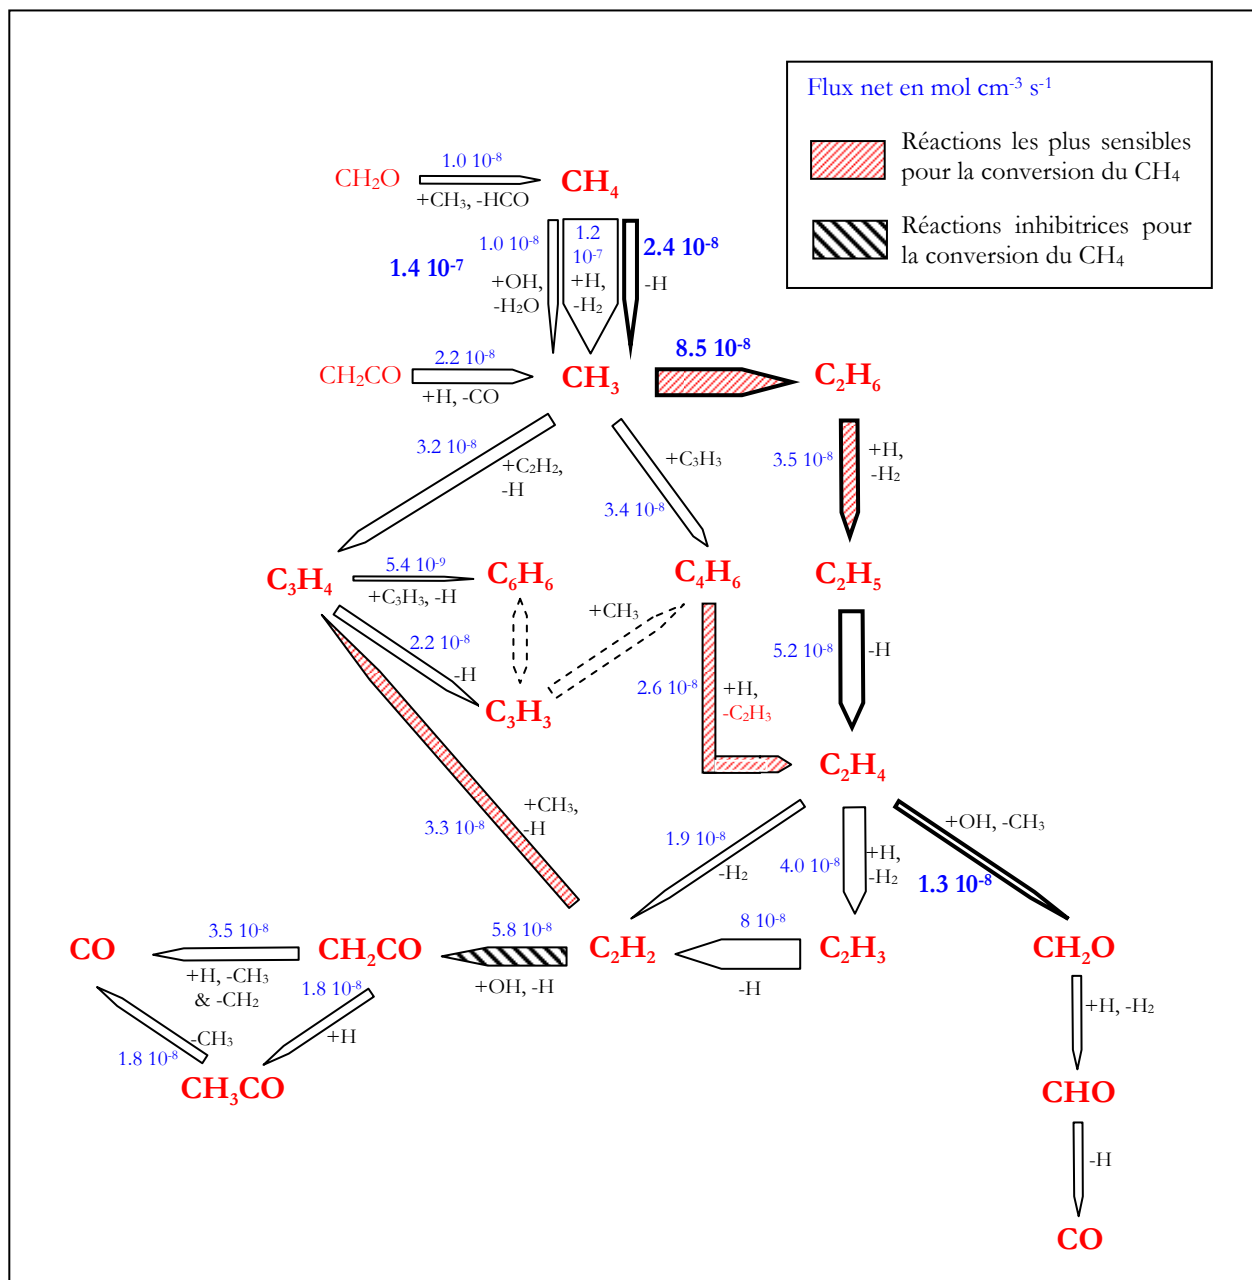 Flux net en mol cm⁻³ s⁻¹
Réactions les plus sensibles
pour la conversion du CH₄
Réactions inhibitrices pour
la conversion du CH₄
1.0 10⁻⁸
CH₂O
CH₄
+CH₃, -HCO
1.4 10⁻⁷
1.0 10⁻⁸
+OH,
-H₂O
1.2
10⁻⁷
+H,
-H₂
2.4 10⁻⁸
-H
2.2 10⁻⁸
CH₂CO
+H, -CO
CH₃
8.5 10⁻⁸
C₂H₆
3.2 10⁻⁸
+C₂H₂,
-H
+C₃H₃
3.4 10⁻⁸
3.5 10⁻⁸
+H,
-H₂
C₃H₄
5.4 10⁻⁹
+C₃H₃, -H
C₆H₆
C₄H₆
C₂H₅
+CH₃
2.2 10⁻⁸
-H
C₃H₃
2.6 10⁻⁸
+H,
-C₂H₃
5.2 10⁻⁸
-H
C₂H₄
3.3 10⁻⁸
+CH₃,
-H
1.9 10⁻⁸
-H₂
4.0 10⁻⁸
+H,
-H₂
+OH, -CH₃
1.3 10⁻⁸
CO
3.5 10⁻⁸
+H, -CH₃
& -CH₂
CH₂CO
5.8 10⁻⁸
+OH, -H
C₂H₂
8 10⁻⁸
-H
C₂H₃
CH₂O
1.8 10⁻⁸
+H
-CH₃
1.8 10⁻⁸
CH₃CO
+H, -H₂
CHO
-H
CO